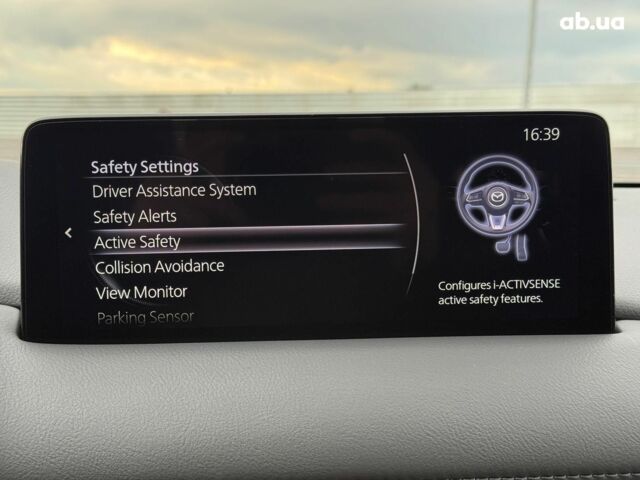 ab.ua
16:39
Safety Settings
Driver Assistance System
Safety Alerts
Active Safety
Collision Avoidance
View Monitor
Parking Sensor
Configures i-ACTIVSENSE
active safety features.